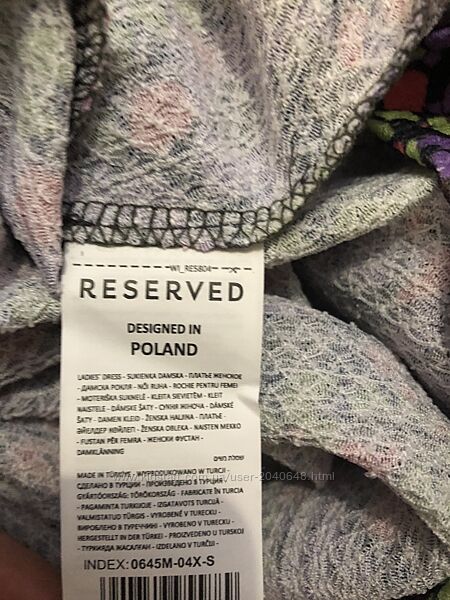 WI_RES804
RESERVED
DESIGNED IN
POLAND
LADIES' DRESS - SUKIENKA DAMSKA - ПЛАТЬЕ ЖЕНСКОЕ
- ДАМСКА РОКЛЯ - NŐI RUHA - ROCHIE PENTRU FEMEI
- MOTERIŠKA SUKNELĖ - KLEITA SIEVIETĒM - KLEIT
NAISTELE - DÁMSKE ŠATY - СУКНЯ ЖІНОЧА - DÁMSKÉ
ŠATY - DAMEN KLEID - ŽENSKA HALJINA - ПЛАТЬЕ -
ӘЙЕЛДЕР КӨЙЛЕГІ - ŽENSKA OBLEKA - NAISTEN MEKKO
- FUSTAN PËR FEMRA - ЖЕНСКИ ФУСТАН -
DAMKLÄNNING
שמלת נשים
MADE IN TÜRKIYE - WYPRODUKOWANO W TURCJI -
СДЕЛАНО В ТУРЦИИ - ПРОИЗВЕДЕНО В ТУРЦИЯ -
GYÁRTÓORSZÁG: TÖRÖKORSZÁG - FABRICATE ÎN TURCIA
- PAGAMINTA TURKIJOJE - IZGATAVOTS TURCIJĀ -
VALMISTATUD TÜRGIS - VYROBENÉ V TURECKU -
ВИРОБЛЕНО В ТУРЕЧЧИНІ - VYROBENO V TURECKU -
HERGESTELLT IN DER TÜRKEI - PROIZVEDENO U TURSKOJ
- ТУРКИЯДА ЖАСАЛҒАН - IZDELANO V TURČIJI -
INDEX: 0645M-04X-S